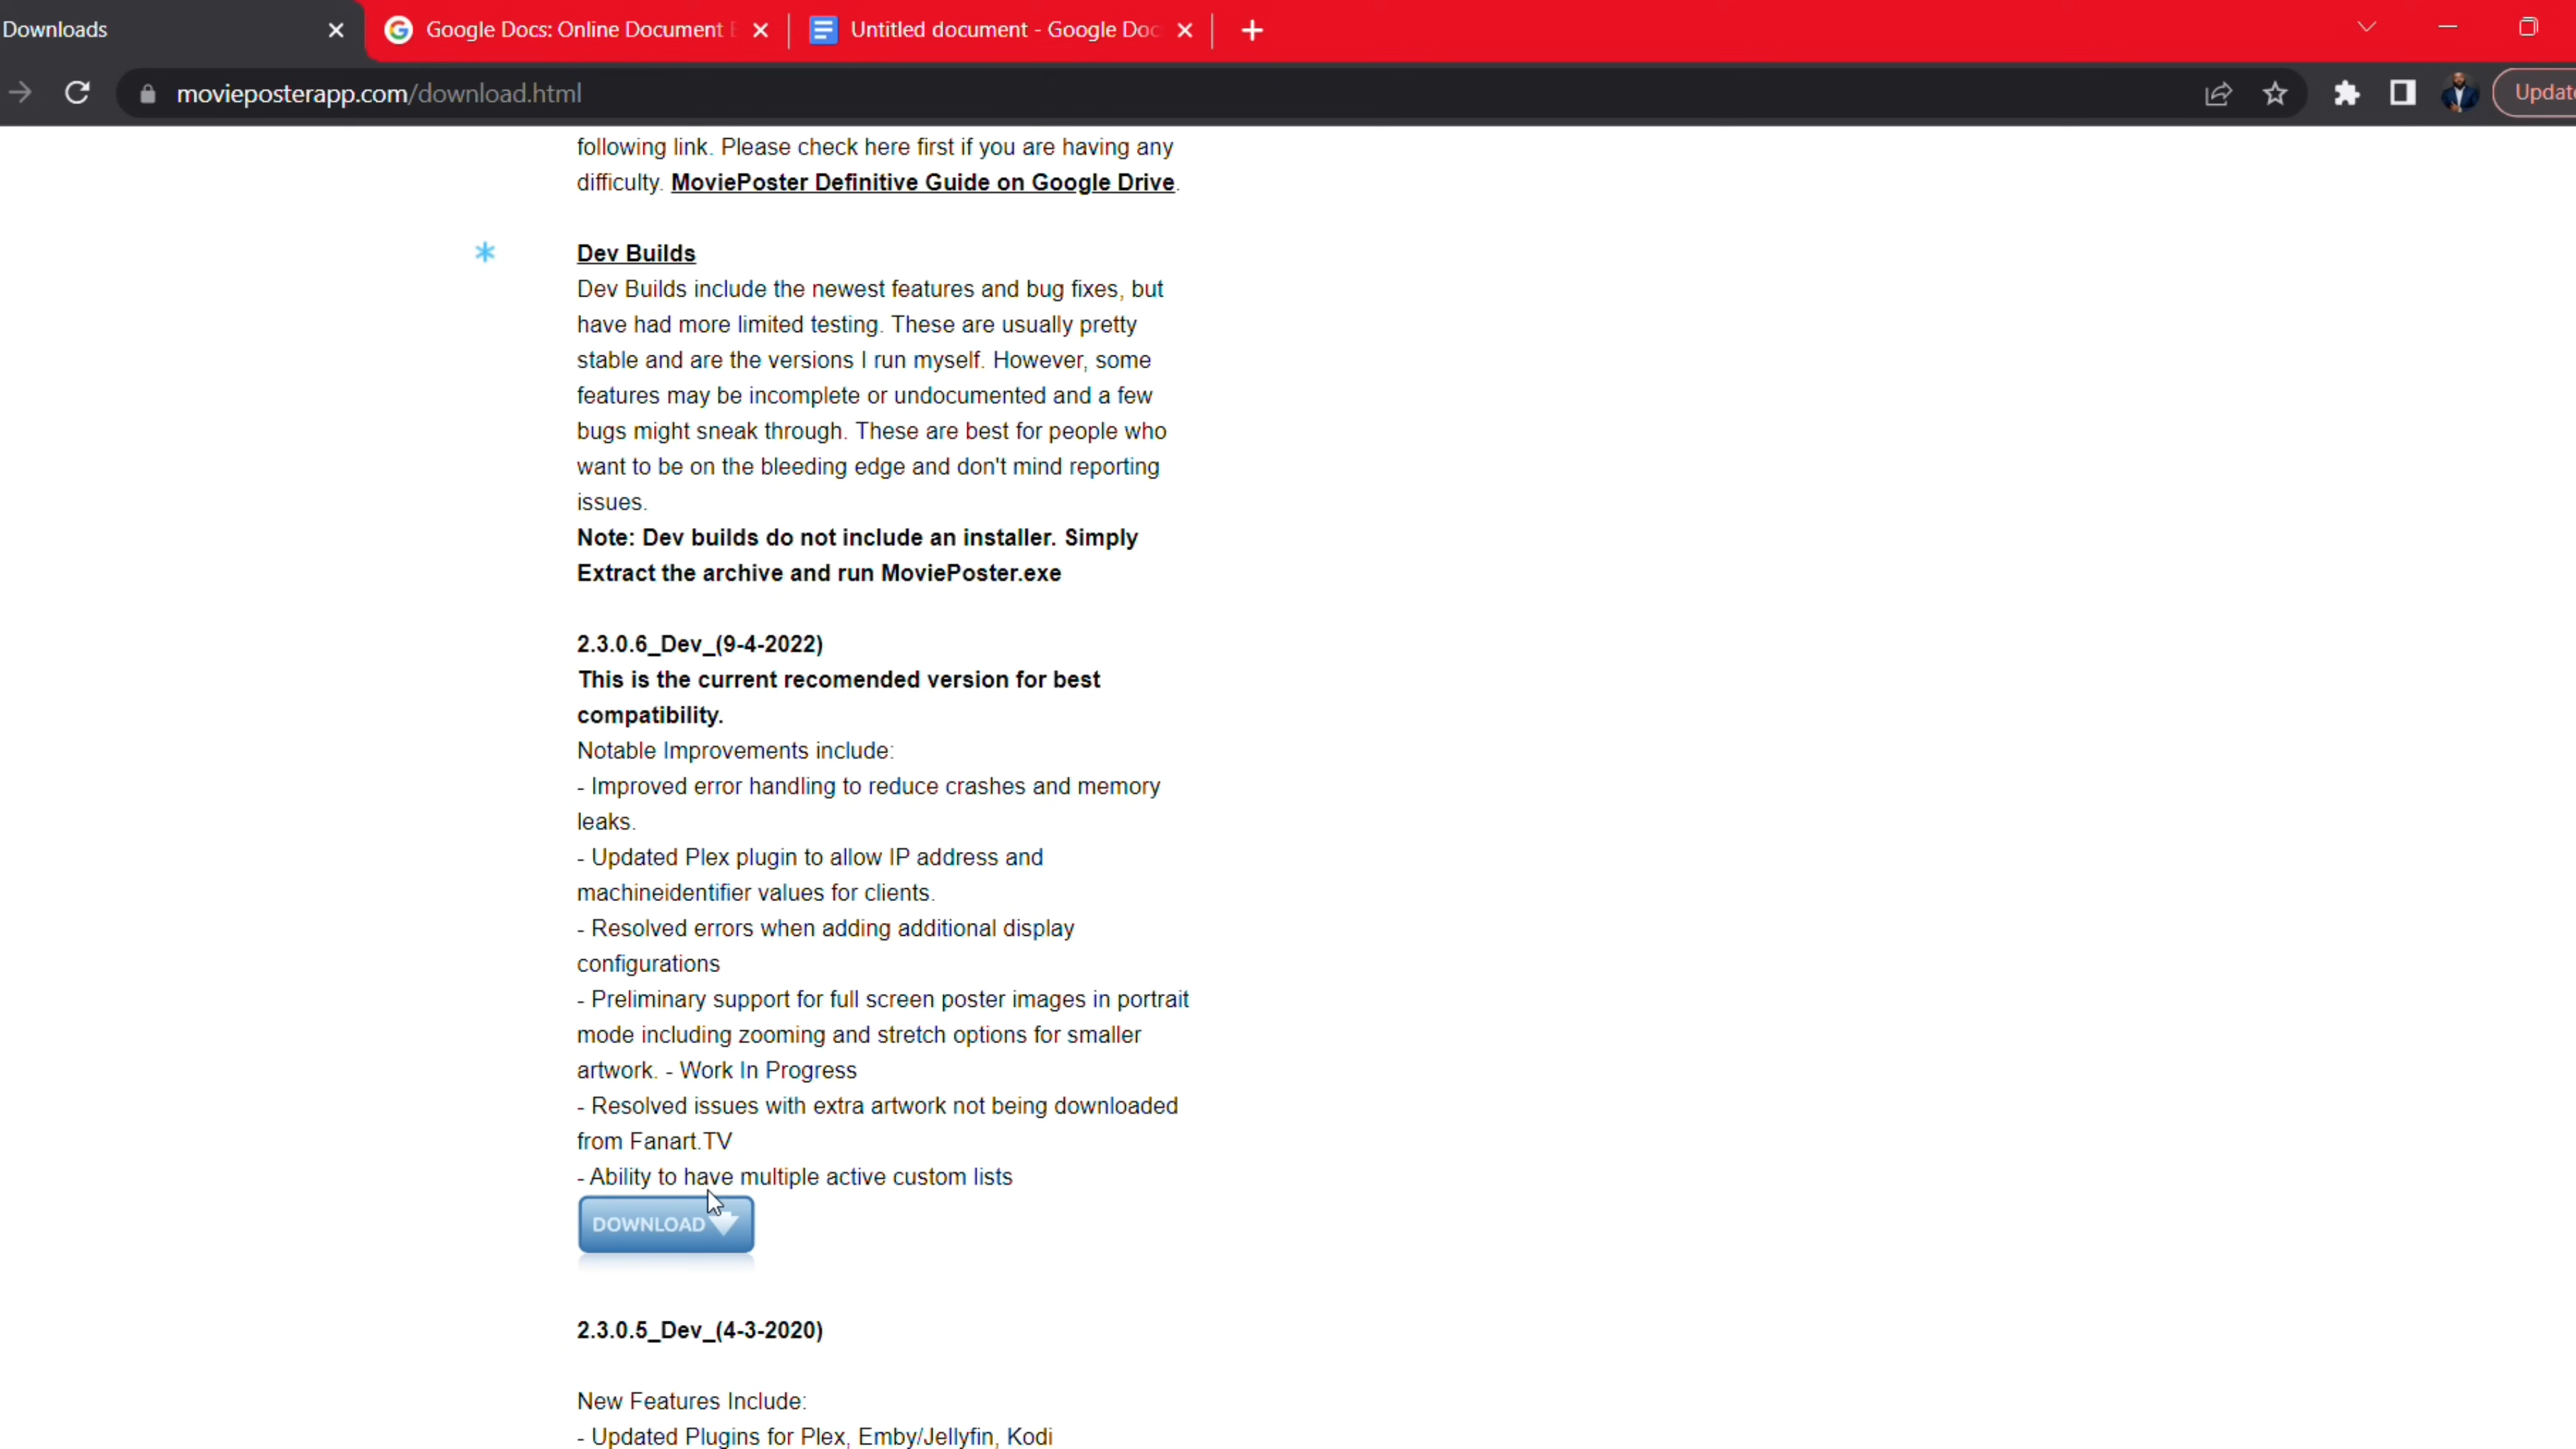 Downloads
Google Docs: Online Document E
Untitled document - Google Doc
movieposterapp.com/download.html
Update
following link. Please check here first if you are having any
difficulty. MoviePoster Definitive Guide on Google Drive.
*
Dev Builds
Dev Builds include the newest features and bug fixes, but
have had more limited testing. These are usually pretty
stable and are the versions I run myself. However, some
features may be incomplete or undocumented and a few
bugs might sneak through. These are best for people who
want to be on the bleeding edge and don't mind reporting
issues.
Note: Dev builds do not include an installer. Simply
Extract the archive and run MoviePoster.exe
2.3.0.6_Dev_(9-4-2022)
This is the current recomended version for best
compatibility.
Notable Improvements include:
- Improved error handling to reduce crashes and memory
leaks.
- Updated Plex plugin to allow IP address and
machineidentifier values for clients.
- Resolved errors when adding additional display
configurations
- Preliminary support for full screen poster images in portrait
mode including zooming and stretch options for smaller
artwork. - Work In Progress
- Resolved issues with extra artwork not being downloaded
from Fanart.TV
- Ability to have multiple active custom lists
DOWNLOAD
2.3.0.5_Dev_(4-3-2020)
New Features Include:
- Updated Plugins for Plex, Emby/Jellyfin, Kodi